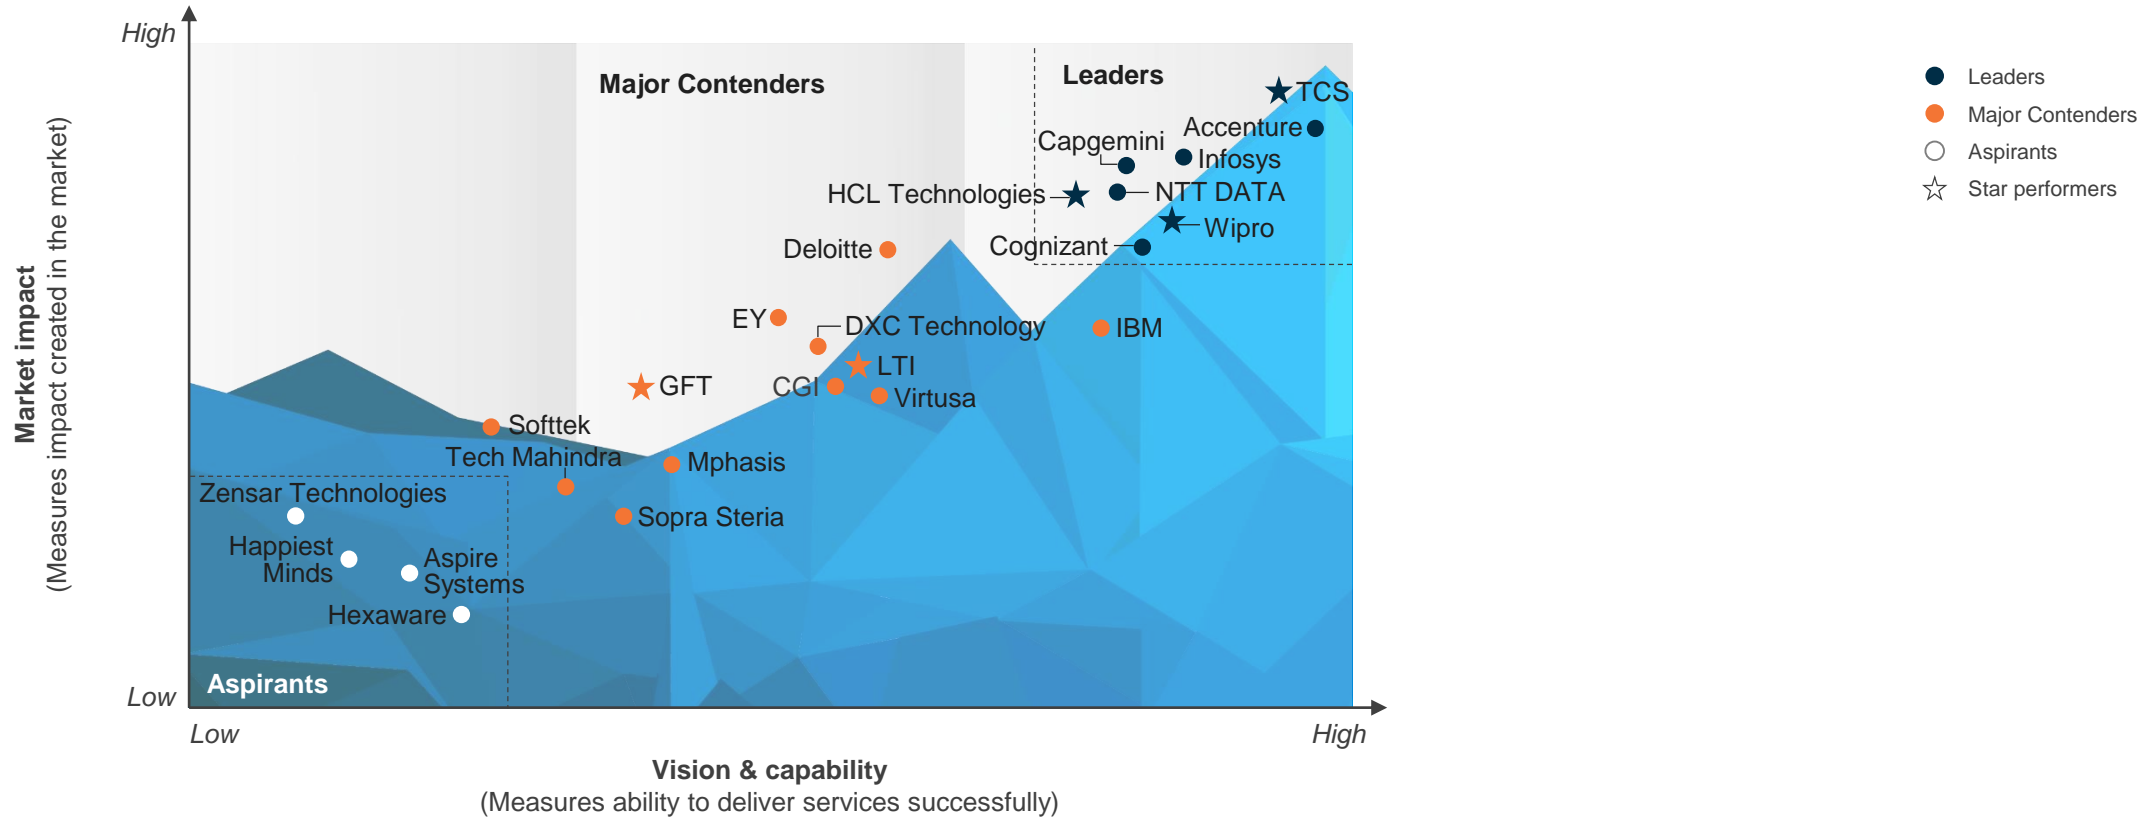 High
Major Contenders
Leaders
TCS
Accenture
Capgemini
Infosys
HCL Technologies
NTT DATA
Wipro
Cognizant
Deloitte
EY
DXC Technology
IBM
LTI
GFT
CGI
Virtusa
Softtek
Tech Mahindra
Mphasis
Zensar Technologies
Sopra Steria
Happiest
Minds
Aspire
Systems
Hexaware
Aspirants
Low
Low
High
Market impact
(Measures impact created in the market)
Vision & capability
(Measures ability to deliver services successfully)
Leaders
Major Contenders
Aspirants
Star performers